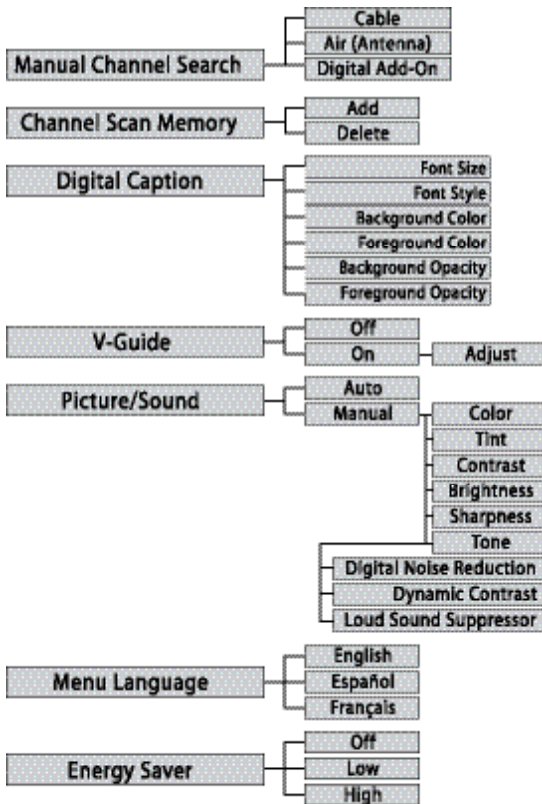 Cable
Air (Antenna)
Manual Channel Search
Digital Add-On
Add
Channel Scan Memory
Delete
Digital Caption
Font Size
Font Style
Background Color
Foreground Color
Background Opacity
Foreground Opacity
V-Guide
Off
On
Adjust
Picture/Sound
Auto
Manual
Color
Tint
Contrast
Brightness
Sharpness
Tone
Digital Noise Reduction
Dynamic Contrast
Loud Sound Suppressor
Menu Language
English
Español
Français
Energy Saver
Off
Low
High